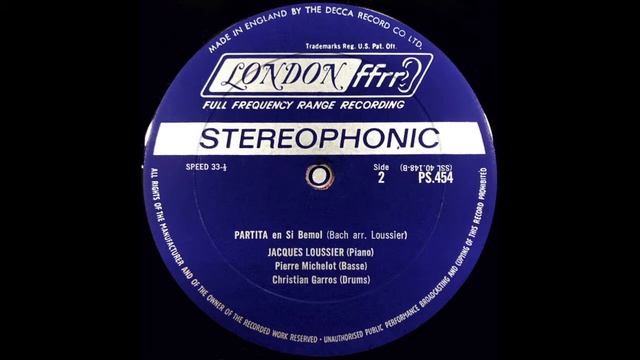 MADE IN ENGLAND BY THE DECCA RECORD CO LTD.
Trademarks Reg. U.S. Pat. Off.
LONDON ffrr
FULL FREQUENCY RANGE RECORDING
STEREOPHONIC
SPEED 33-⅓
Side 2
(SSL 40.148-B)
PS.454
PARTITA en Si Bemol (Bach arr. Loussier)
JACQUES LOUSSIER (Piano)
Pierre Michelot (Basse)
Christian Garros (Drums)
ALL RIGHTS OF THE MANUFACTURER AND OF THE OWNER OF THE RECORDED WORK RESERVED · UNAUTHORISED PUBLIC PERFORMANCE BROADCASTING AND COPYING OF THIS RECORD PROHIBITED